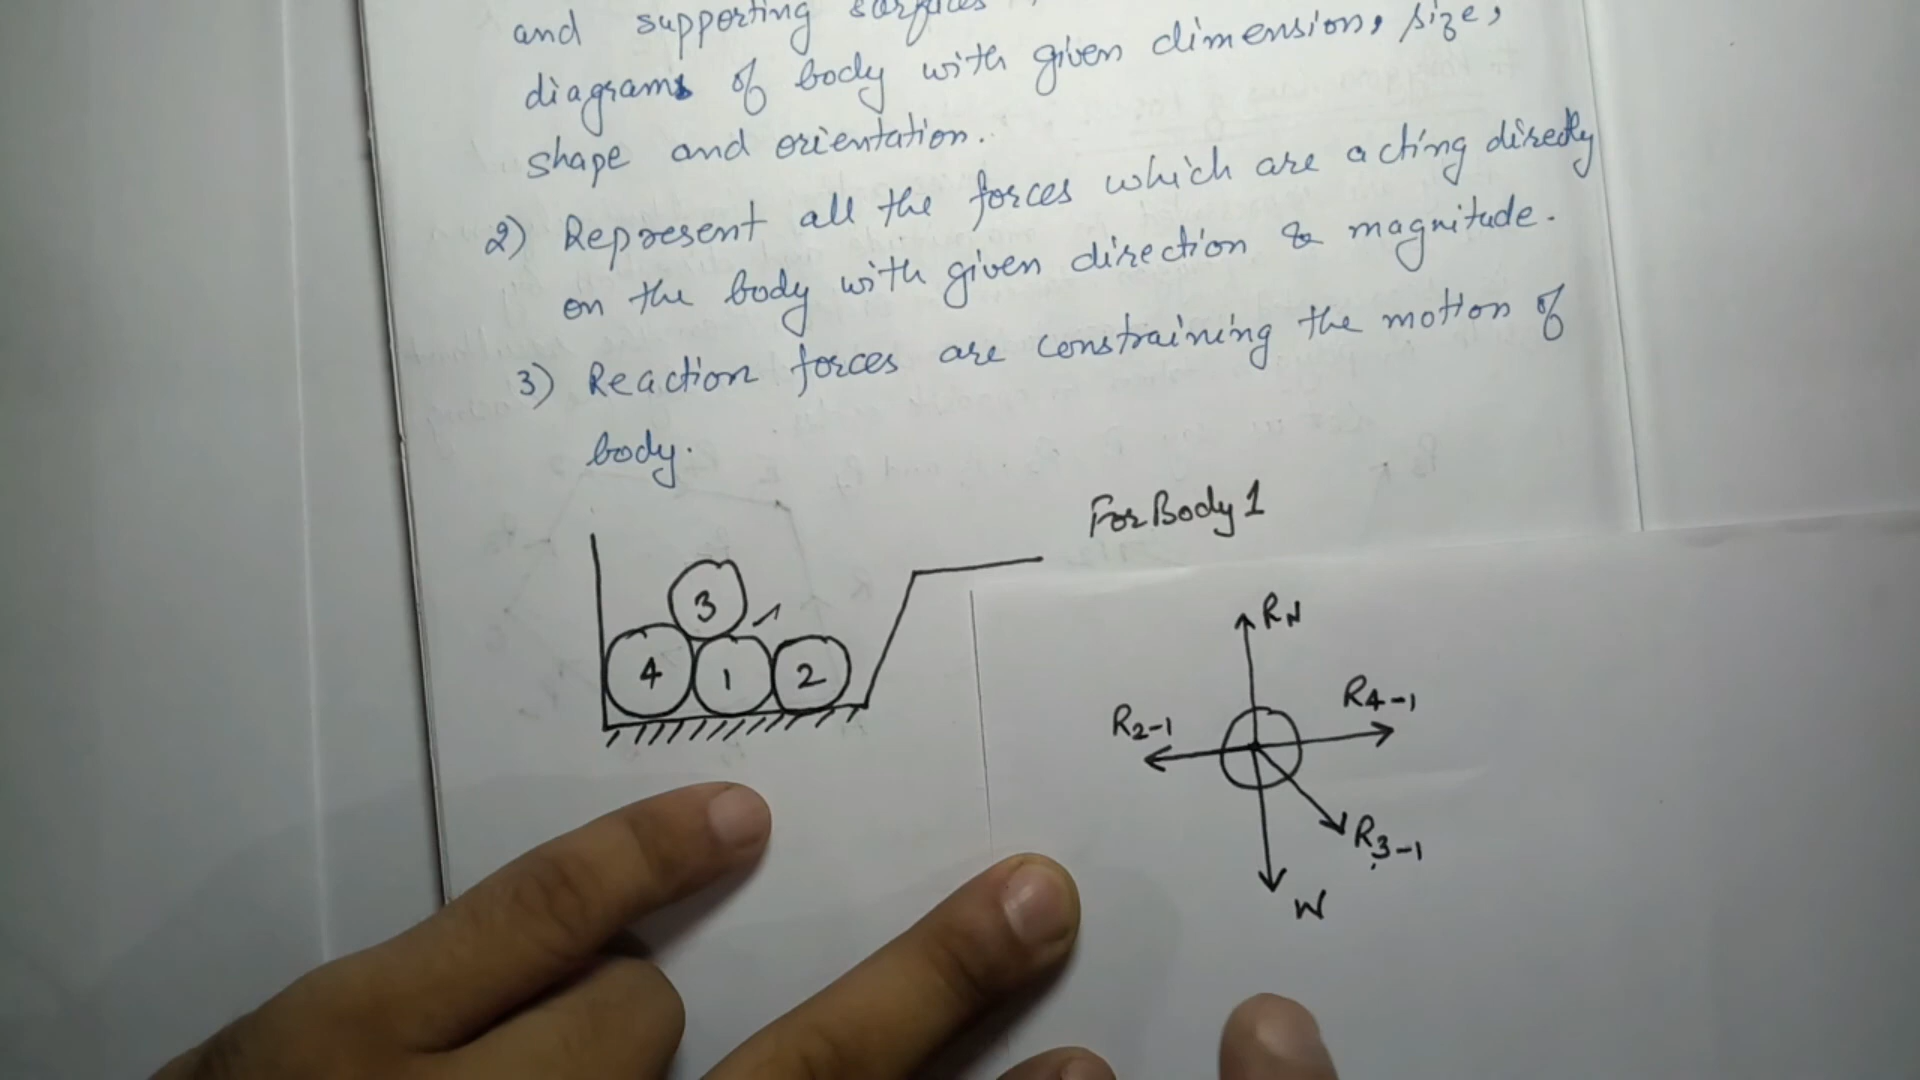 and supporting surfaces
diagrams of body with given dimensions, size,
shape and orientation.
2) Represent all the forces which are acting directly
on the body with given direction & magnitude.
3) Reaction forces are constraining the motion of
body.
For Body 1
3
4 1 2
RN
R4-1
R2-1
R3-1
W